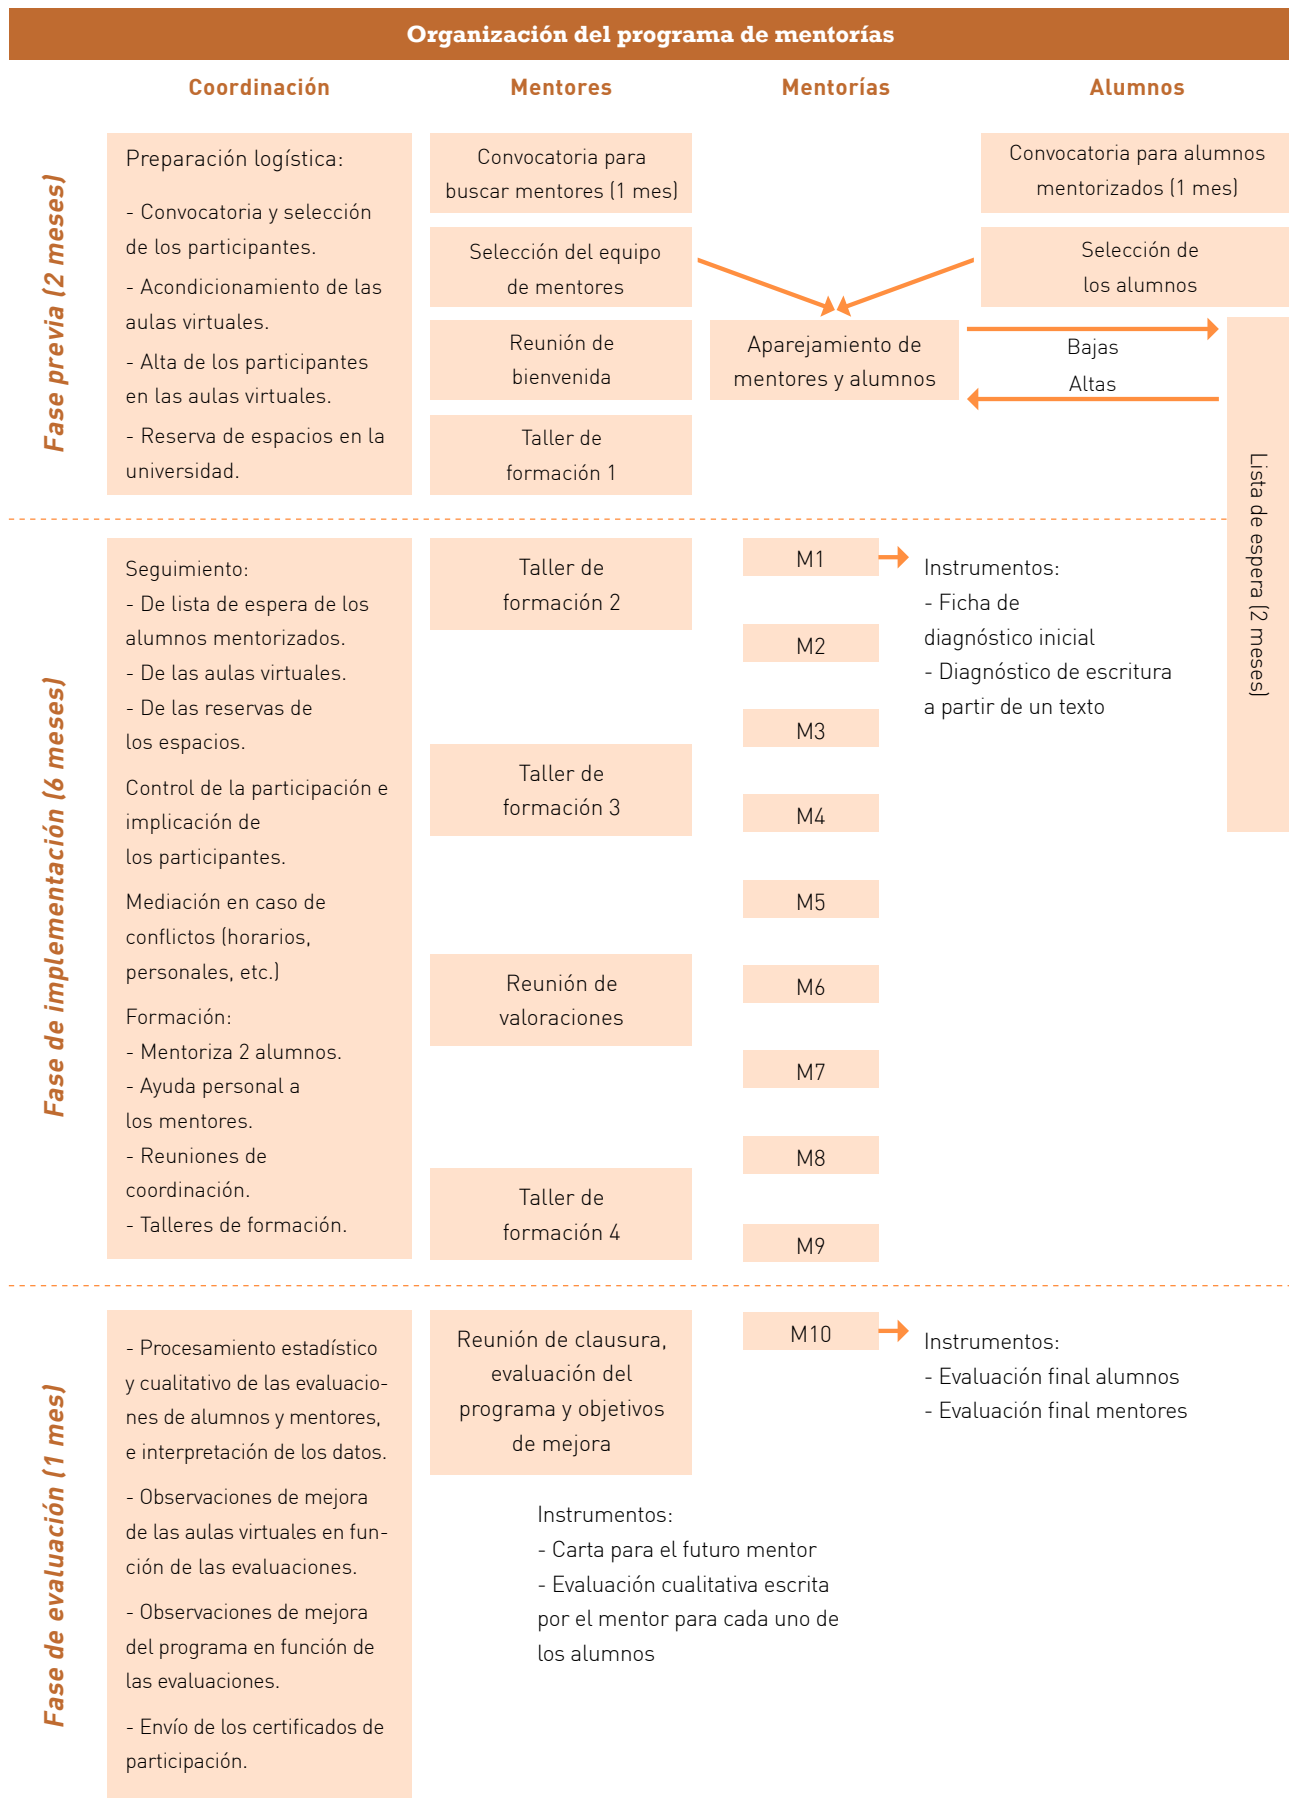 Organización del programa de mentorías
Coordinación
Mentores
Mentorías
Alumnos
Fase previa (2 meses)
Preparación logística:
- Convocatoria y selección
de los participantes.
- Acondicionamiento de las
aulas virtuales.
- Alta de los participantes
en las aulas virtuales.
- Reserva de espacios en la
universidad.
Convocatoria para
buscar mentores (1 mes)
Selección del equipo
de mentores
Reunión de
bienvenida
Taller de
formación 1
Aparejamiento de
mentores y alumnos
Convocatoria para alumnos
mentorizados (1 mes)
Selección de
los alumnos
Bajas
Altas
Lista de espera (2 meses)
Fase de implementación (6 meses)
Seguimiento:
- De lista de espera de los
alumnos mentorizados.
- De las aulas virtuales.
- De las reservas de
los espacios.
Control de la participación e
implicación de
los participantes.
Mediación en caso de
conflictos (horarios,
personales, etc.)
Formación:
- Mentoriza 2 alumnos.
- Ayuda personal a
los mentores.
- Reuniones de
coordinación.
- Talleres de formación.
Taller de
formación 2
Taller de
formación 3
Reunión de
valoraciones
Taller de
formación 4
M1
M2
M3
M4
M5
M6
M7
M8
M9
Instrumentos:
- Ficha de
diagnóstico inicial
- Diagnóstico de escritura
a partir de un texto
Fase de evaluación (1 mes)
- Procesamiento estadístico
y cualitativo de las evaluacio-
nes de alumnos y mentores,
e interpretación de los datos.
- Observaciones de mejora
de las aulas virtuales en fun-
ción de las evaluaciones.
- Observaciones de mejora
del programa en función de
las evaluaciones.
- Envío de los certificados de
participación.
Reunión de clausura,
evaluación del
programa y objetivos
de mejora
Instrumentos:
- Carta para el futuro mentor
- Evaluación cualitativa escrita
por el mentor para cada uno de
los alumnos
M10
Instrumentos:
- Evaluación final alumnos
- Evaluación final mentores